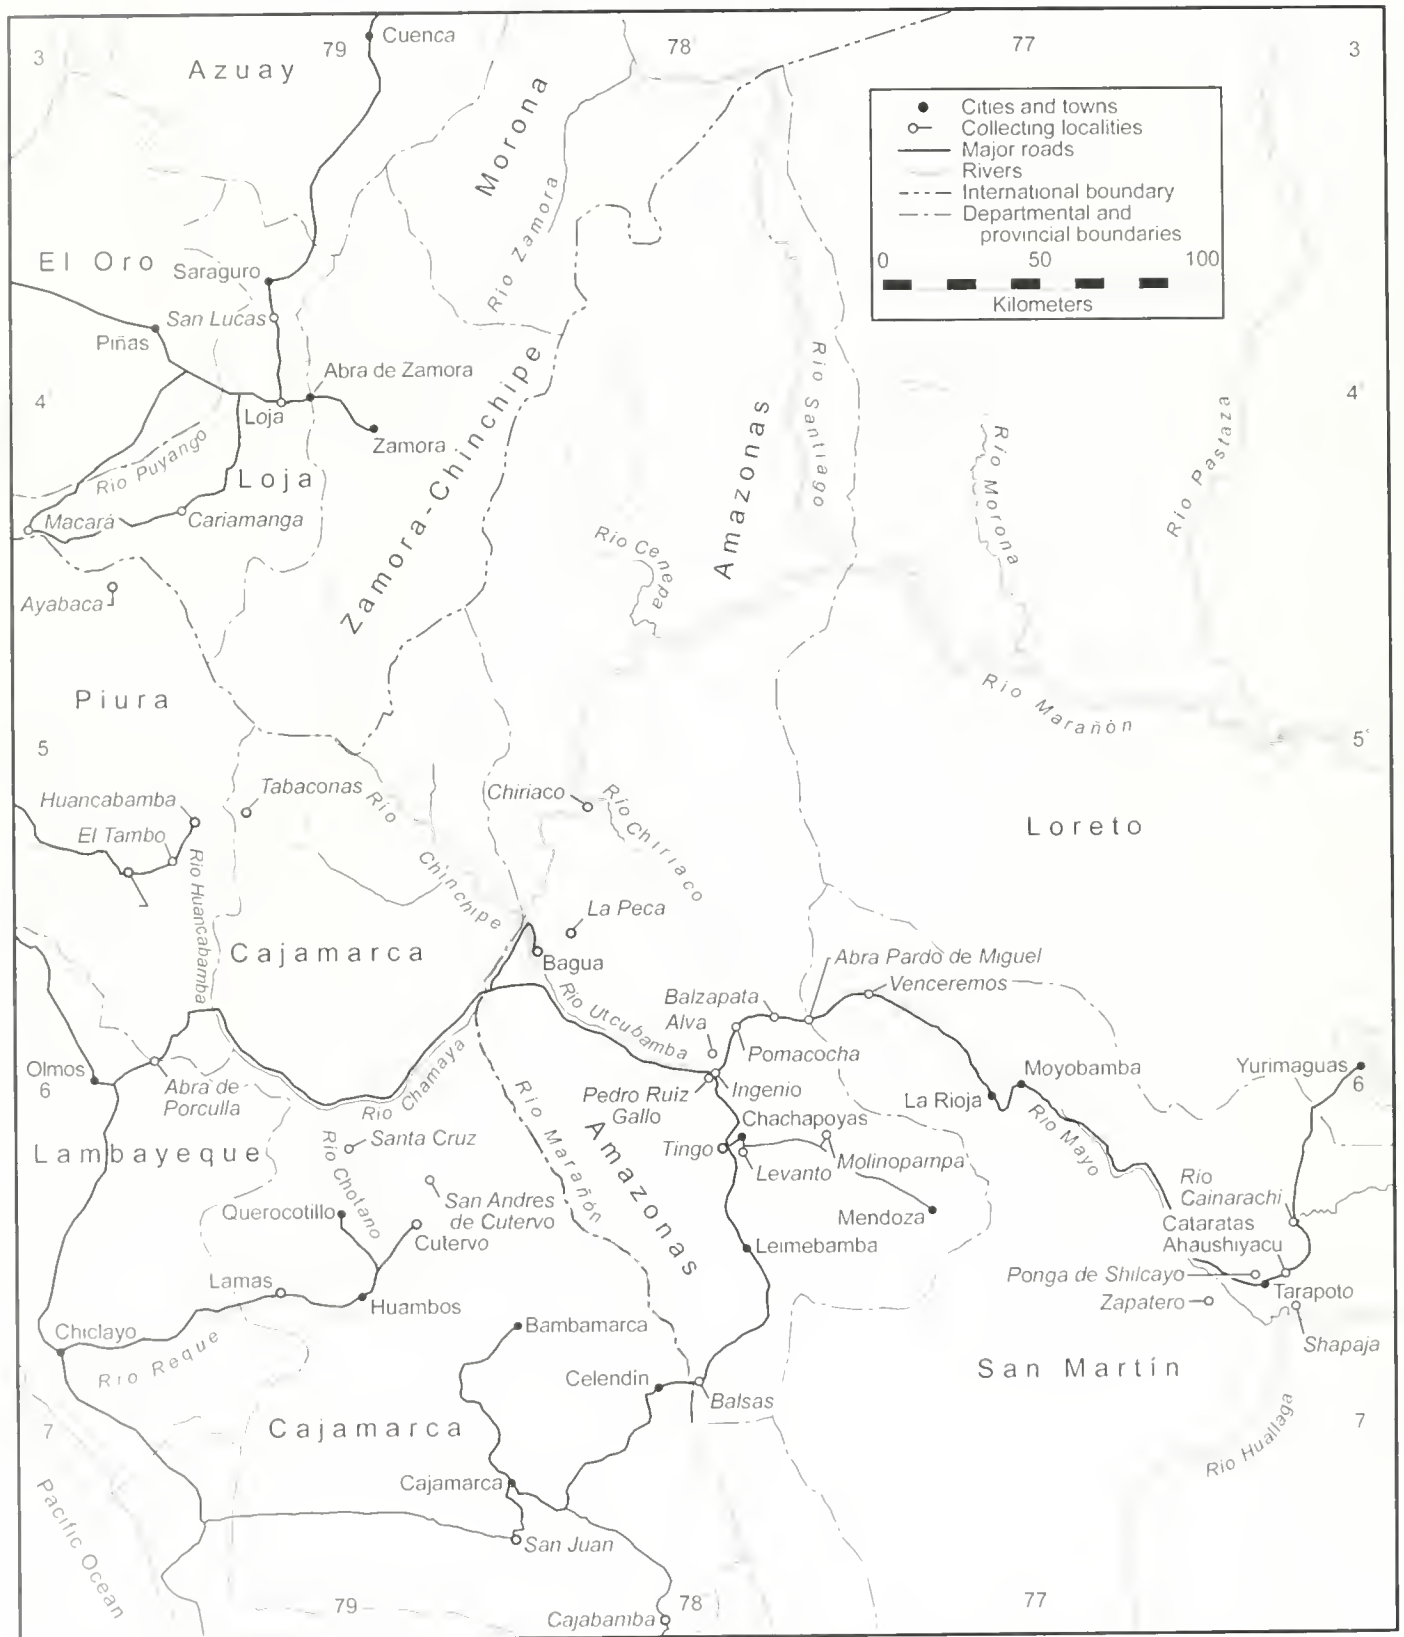 3
79
Cuenca
78
77
3
Azuay
Morona
Cities and towns
Collecting localities
Major roads
Rivers
International boundary
Departmental and
provincial boundaries
0 50 100
Kilometers
Rio Zamora
El Oro
Saraguro
San Lucas
Piñas
Abra de Zamora
4
Loja
Zamora
Rio Puyango
Loja
Macará
Cariamanga
Zamora-Chinchipe
Amazonas
Rio Santiago
Rio Morona
Rio Pastaza
4
Rio Cenepa
Ayabaca
Piura
Rio Marañón
5
5
Huancabamba
Tabaconas
Rio Chinchipe
Chiriaco
Rio Chiriaco
Loreto
El Tambo
Rio Huancabamba
La Peca
Cajamarca
Bagua
Abra Pardo de Miguel
Venceremos
Rio Utcubamba
Balzapata
Alva
Pomacocha
Olmos
6
Abra de
Porculla
Rio Chamaya
Pedro Ruiz
Gallo
Ingenio
Moyobamba
La Rioja
Yurimaguas
6
Rio Marañón
Amazonas
Chachapoyas
Rio Mayo
Lambayeque
Santa Cruz
Rio Chotano
Tingo
Levanto
Molinopampa
Rio
Cainarachi
San Andres
de Cutervo
Querocotillo
Cutervo
Mendoza
Cataratas
Ahaushiyacu
Leimebamba
Lamas
Huambos
Ponga de Shilcayo
Tarapoto
Zapatero
Shapaja
Bambamarca
Chiclayo
Rio Reque
San Martín
Celendin
Balsas
7
Cajamarca
7
Rio Huallaga
Cajamarca
Pacific Ocean
San Juan
79
Cajabamba
78
77